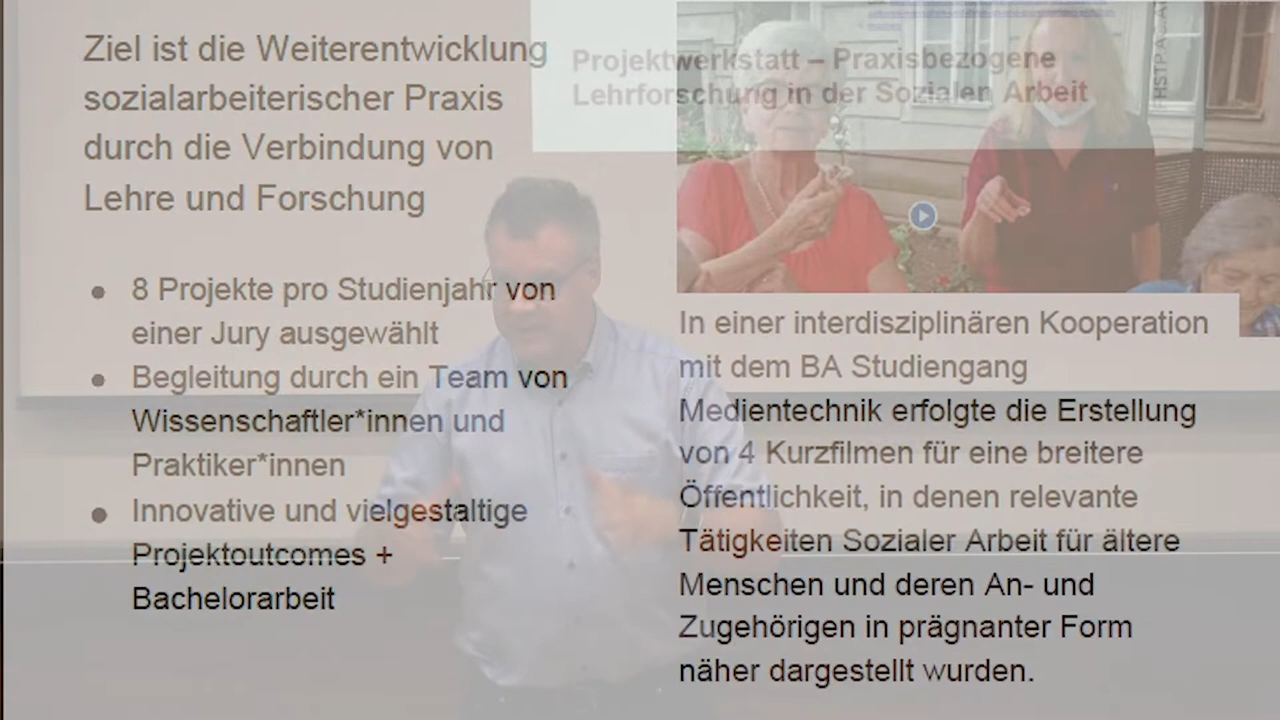 Projektwerkstatt – Praxisbezogene
Lehrforschung in der Sozialen Arbeit
Ziel ist die Weiterentwicklung
sozialarbeiterischer Praxis
durch die Verbindung von
Lehre und Forschung
• 8 Projekte pro Studienjahr von
einer Jury ausgewählt
• Begleitung durch ein Team von
Wissenschaftler*innen und
Praktiker*innen
• Innovative und vielgestaltige
Projektoutcomes +
Bachelorarbeit
In einer interdisziplinären Kooperation
mit dem BA Studiengang
Medientechnik erfolgte die Erstellung
von 4 Kurzfilmen für eine breitere
Öffentlichkeit, in denen relevante
Tätigkeiten Sozialer Arbeit für ältere
Menschen und deren An- und
Zugehörigen in prägnanter Form
näher dargestellt wurden.